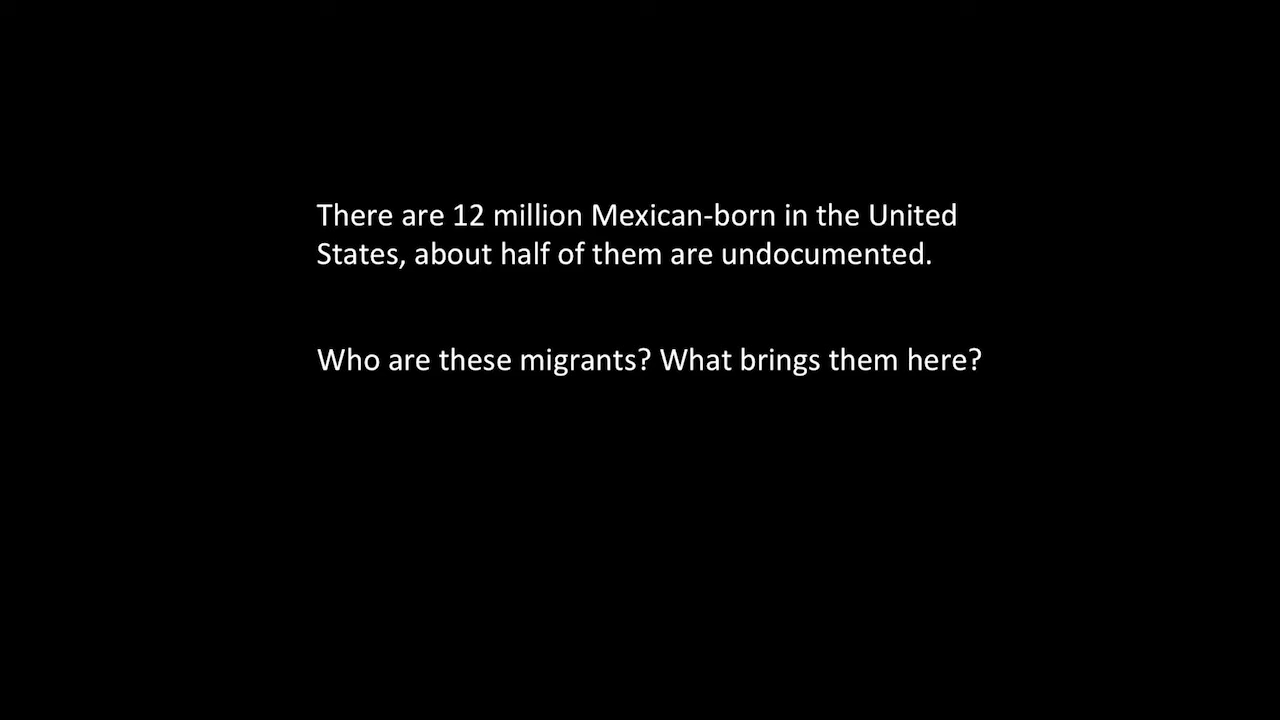 There are 12 million Mexican-born in the United
States, about half of them are undocumented.
Who are these migrants? What brings them here?